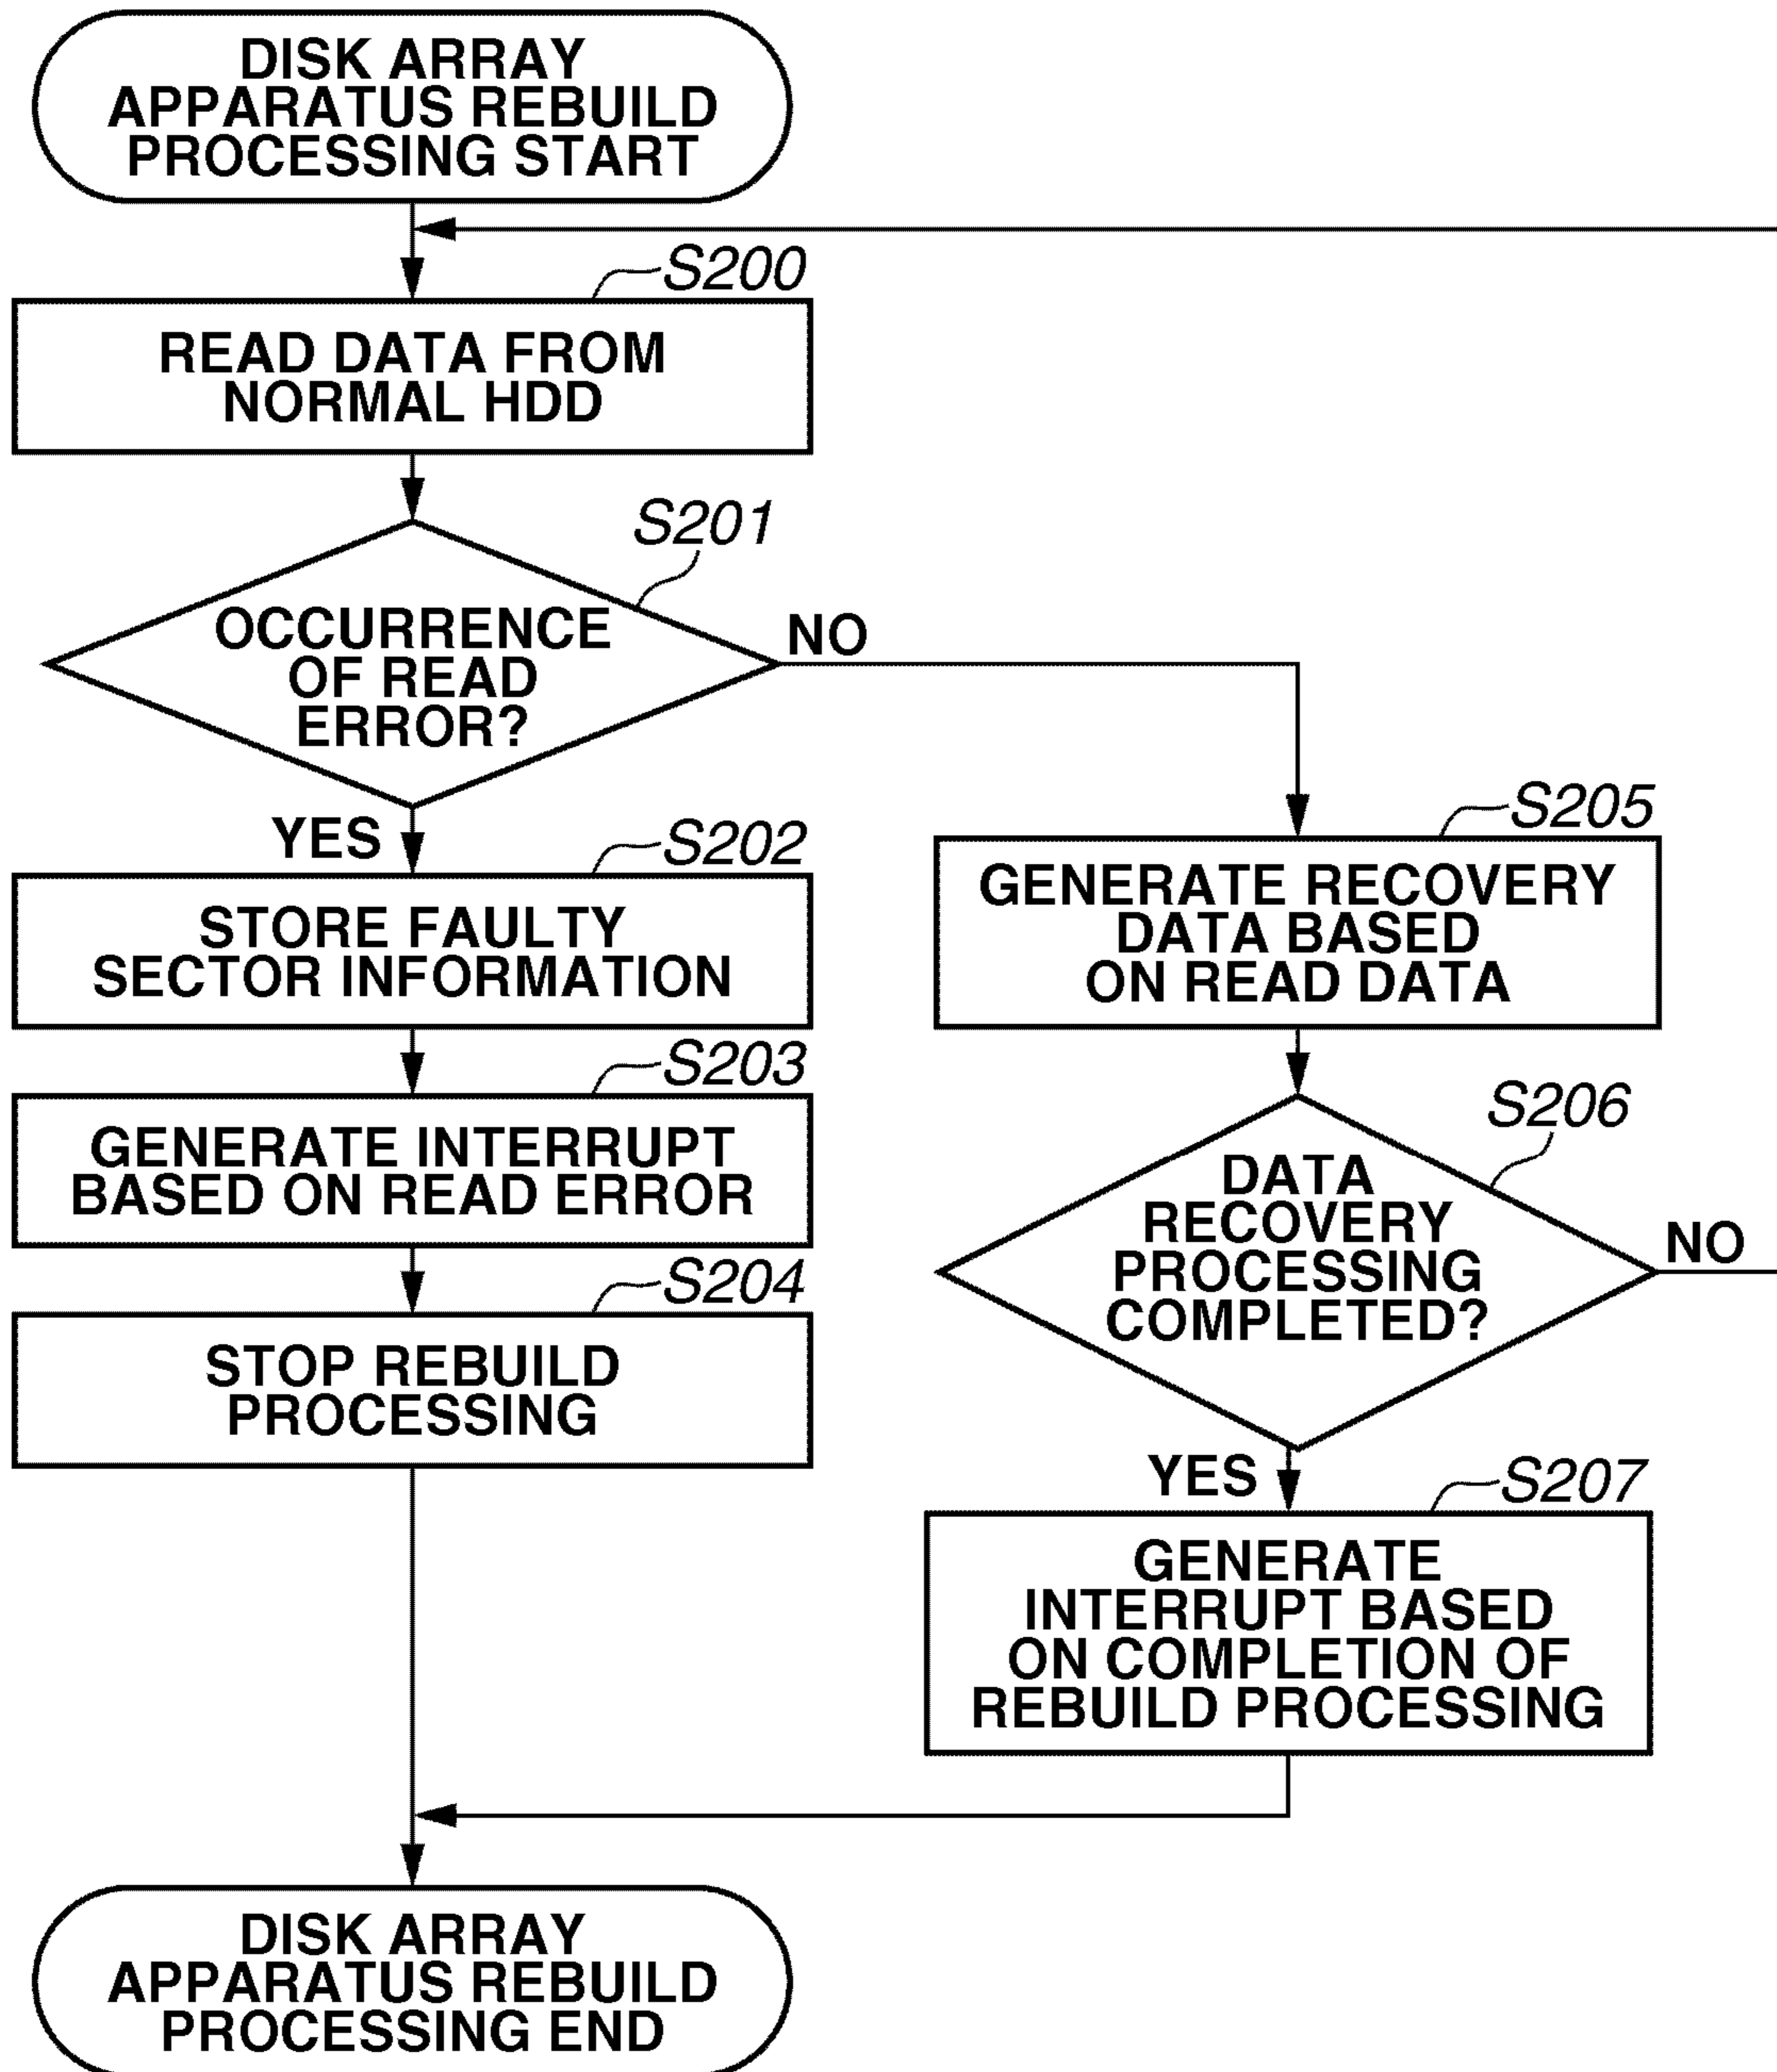 DISK ARRAY
APPARATUS REBUILD
PROCESSING START
S200
READ DATA FROM
NORMAL HDD
S201
OCCURRENCE
OF READ
ERROR?
NO
YES
S202
STORE FAULTY
SECTOR INFORMATION
S203
GENERATE INTERRUPT
BASED ON READ ERROR
S204
STOP REBUILD
PROCESSING
S205
GENERATE RECOVERY
DATA BASED
ON READ DATA
S206
DATA
RECOVERY
PROCESSING
COMPLETED?
NO
YES
S207
GENERATE
INTERRUPT BASED
ON COMPLETION OF
REBUILD PROCESSING
DISK ARRAY
APPARATUS REBUILD
PROCESSING END